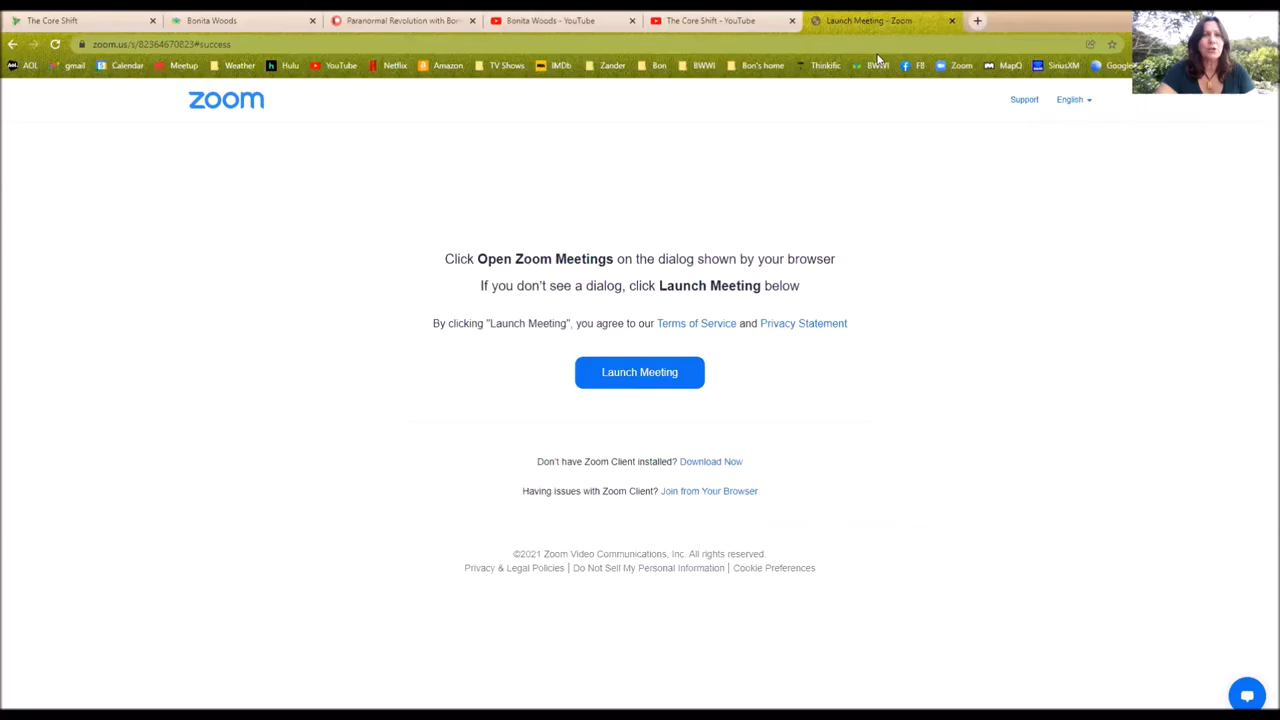 The Core Shift
Bonita Woods
Paranormal Revolution with Bon
Bonita Woods - YouTube
The Core Shift - YouTube
Launch Meeting - Zoom
zoom.us/s/82364670823#success
AOL gmail Calendar Meetup Weather Hulu YouTube Netflix Amazon TV Shows IMDb Zander Bon BWWI Bon's home Thinkific BWWI FB Zoom MapQ SiriusXM Google
zoom
Support English
Click Open Zoom Meetings on the dialog shown by your browser
If you don't see a dialog, click Launch Meeting below
By clicking "Launch Meeting", you agree to our Terms of Service and Privacy Statement
Launch Meeting
Don't have Zoom Client installed? Download Now
Having issues with Zoom Client? Join from Your Browser
©2021 Zoom Video Communications, Inc. All rights reserved.
Privacy & Legal Policies | Do Not Sell My Personal Information | Cookie Preferences